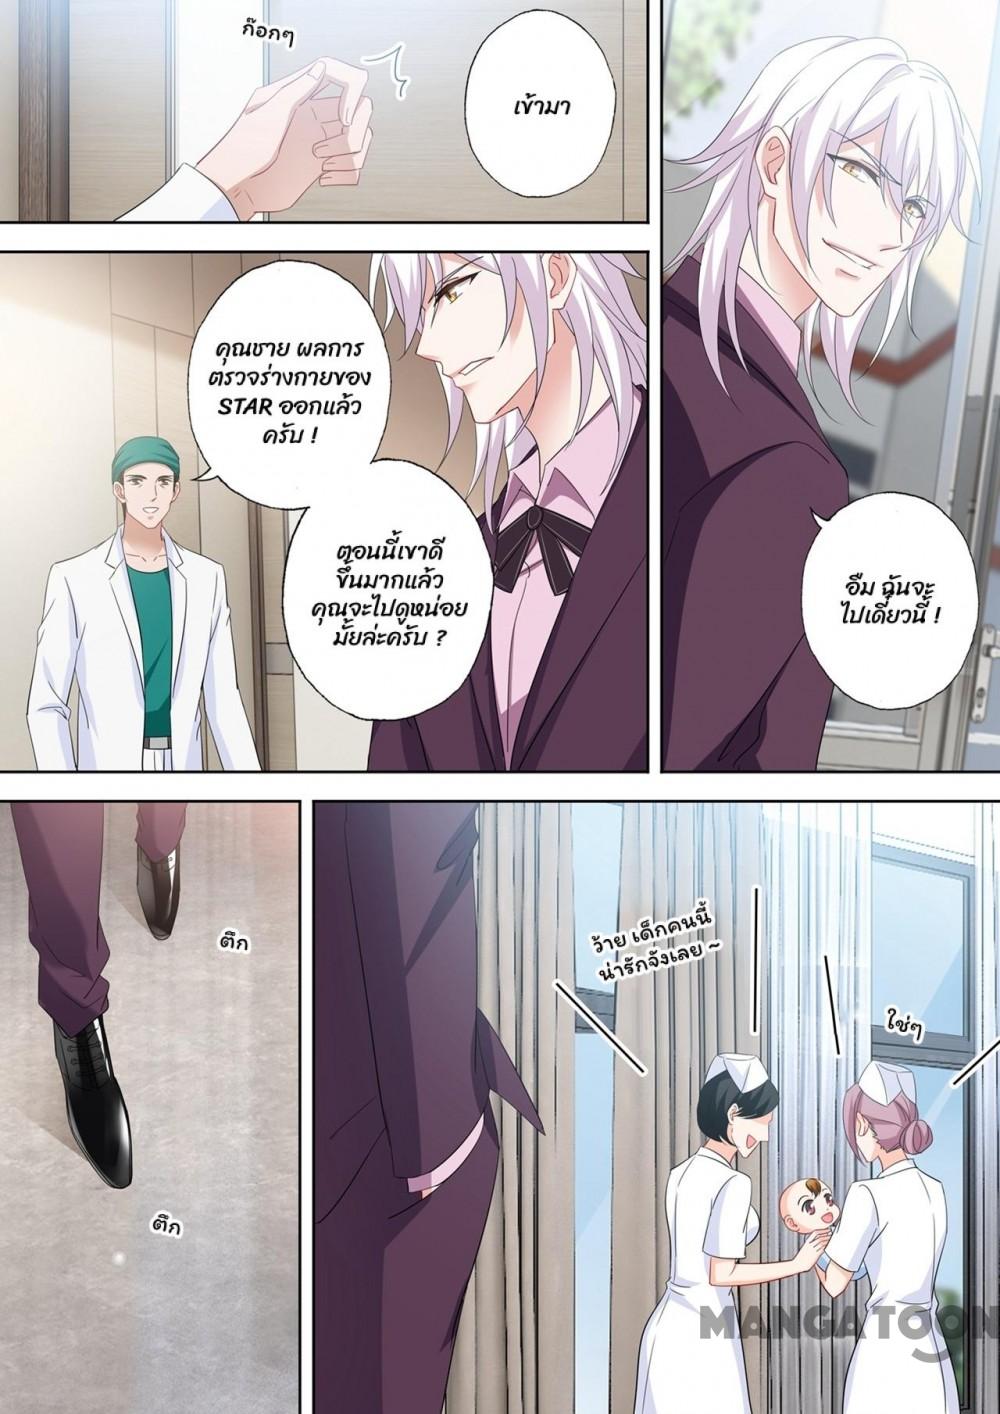 ก๊อกๆ
เข้ามา
คุณชาย ผลการ
ตรวจร่างกายของ
STAR ออกแล้ว
ครับ !
ตอนนี้เขาดี
ขึ้นมากแล้ว
คุณจะไปดูหน่อย
มั้ยล่ะครับ ?
อืม ฉันจะ
ไปเดี๋ยวนี้ !
ตึก
ตึก
ว้าย เด็กคนนี้
น่ารักจังเลย ~
ใช่ๆ
MANGATOON